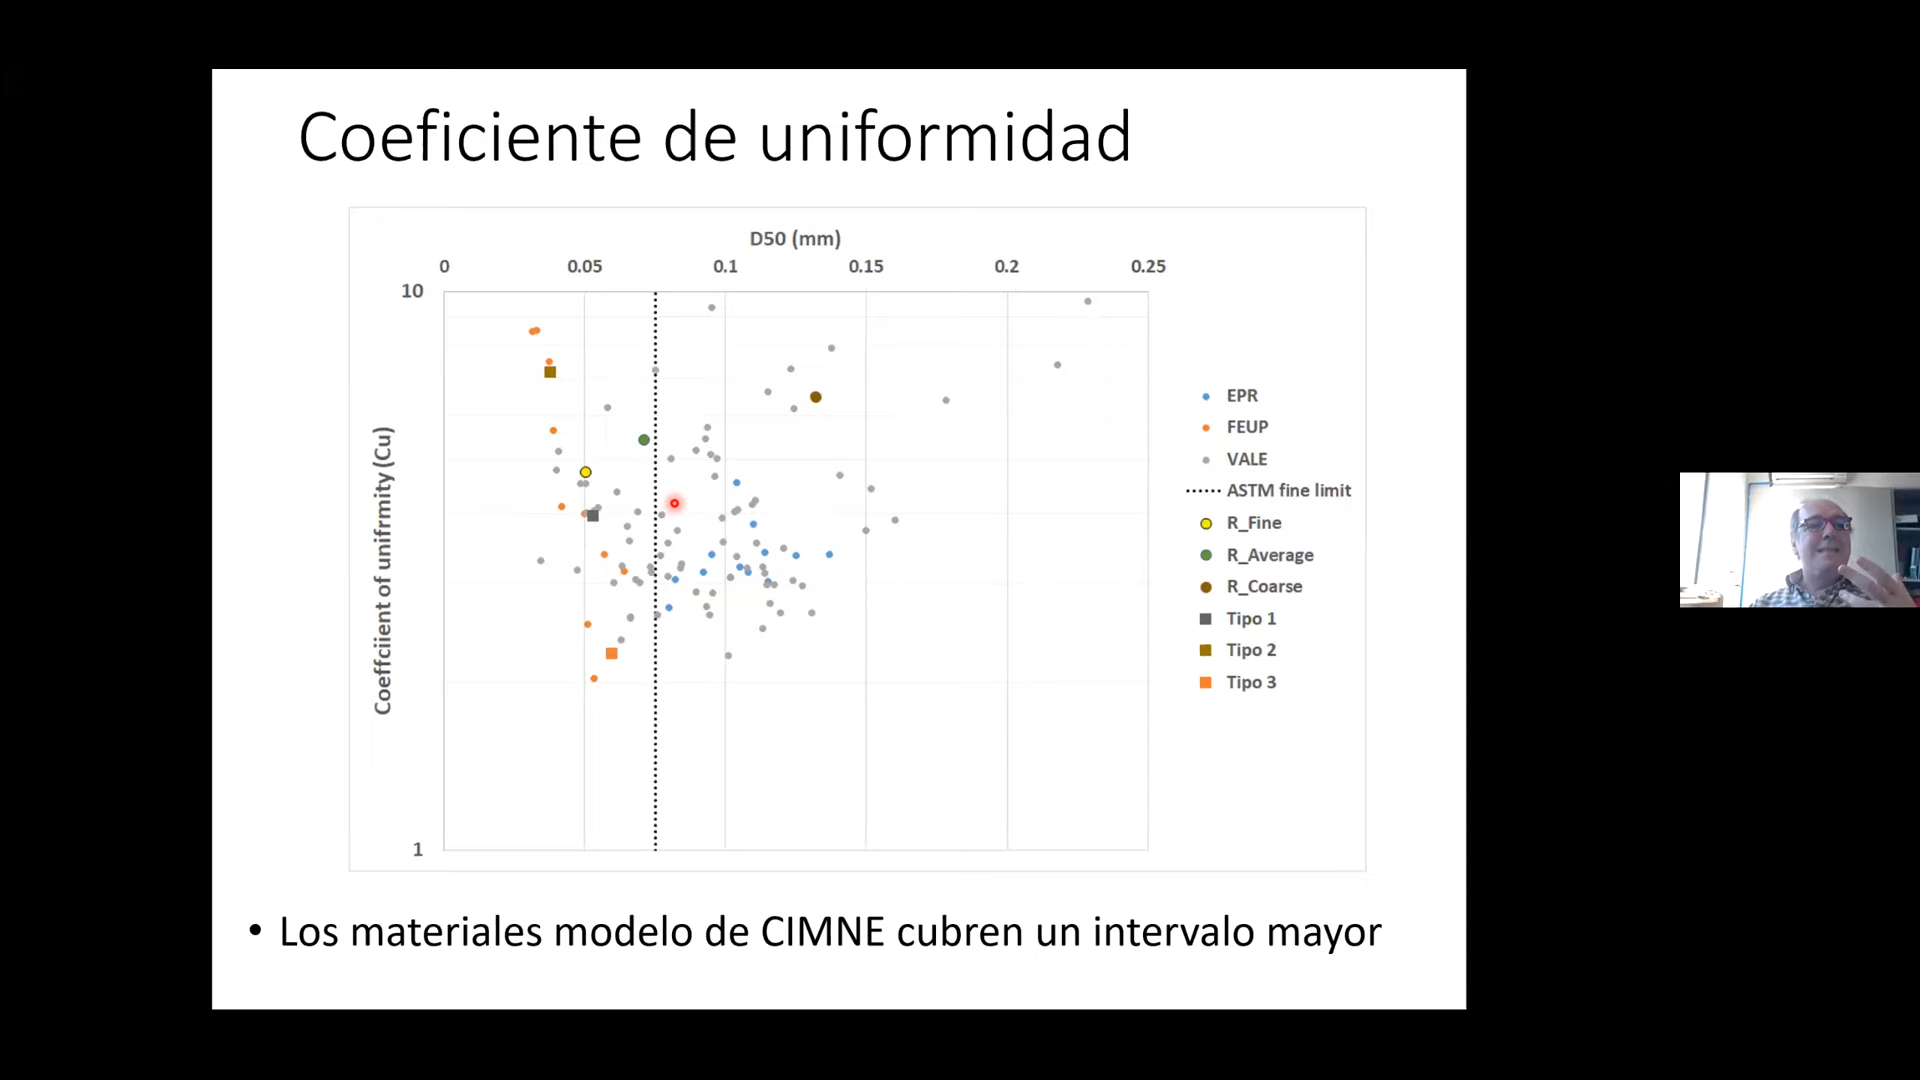 Coeficiente de uniformidad
D50 (mm)
0 0.05 0.1 0.15 0.2 0.25
10
1
Coeffciient of unifrmity (Cu)
EPR
FEUP
VALE
ASTM fine limit
R_Fine
R_Average
R_Coarse
Tipo 1
Tipo 2
Tipo 3
• Los materiales modelo de CIMNE cubren un intervalo mayor